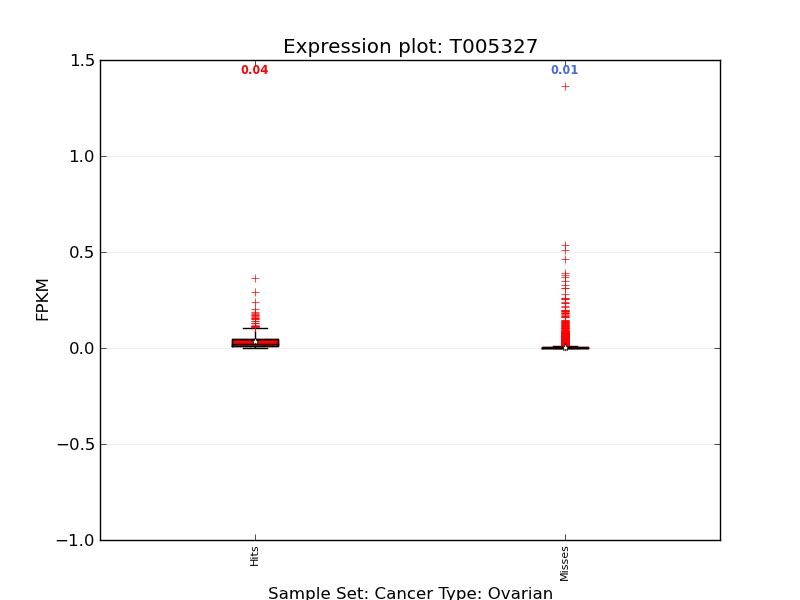 Expression plot: T005327
0.04
0.01
1.5
1.0
0.5
0.0
−0.5
−1.0
FPKM
Hits
Misses
Sample Set: Cancer Type: Ovarian